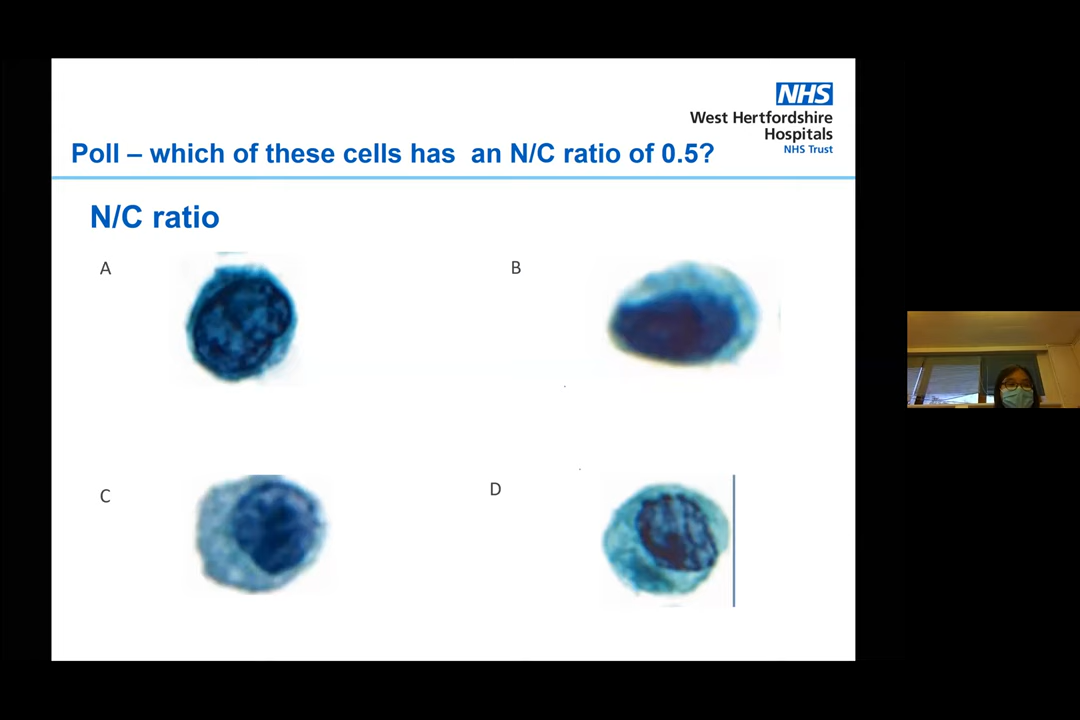 NHS
West Hertfordshire
Hospitals
NHS Trust
Poll – which of these cells has  an N/C ratio of 0.5?
N/C ratio
A
B
C
D